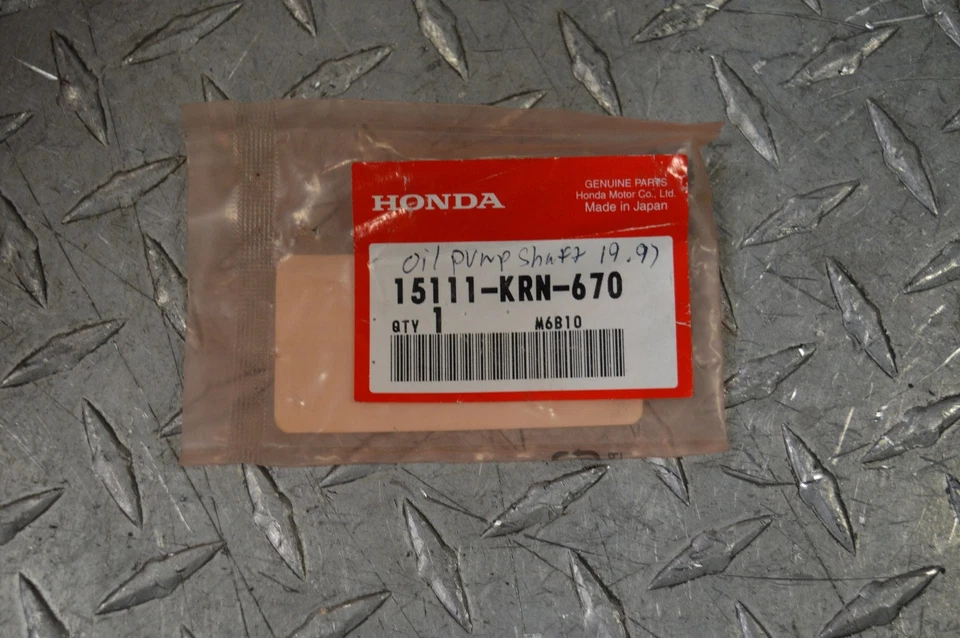 HONDA
GENUINE PARTS
Honda Motor Co., Ltd.
Made in Japan
oil pump shaft 19.97
15111-KRN-670
QTY 1 M6B10